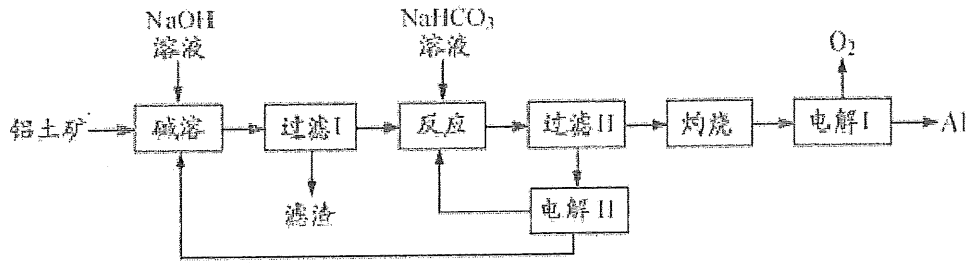 NaOH
溶液
NaHCO₃
溶液
O₂
铝土矿
碱溶
过滤I
反应
过滤II
灼烧
电解I
Al
滤渣
电解II